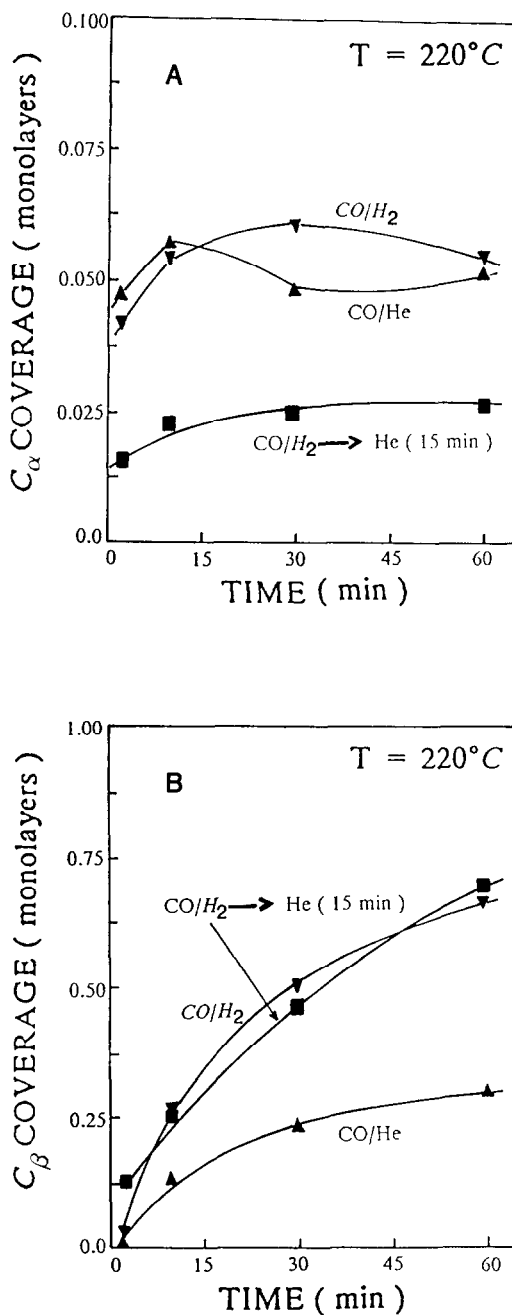 0.100
A
T = 220°C
0.075
CO/H₂
0.050
CO/He
0.025
CO/H₂ → He ( 15 min )
0.0
0 15 30 45 60
TIME ( min )
Cα COVERAGE ( monolayers )
1.00
B
T = 220°C
0.75
CO/H₂ → He ( 15 min )
0.50
CO/H₂
0.25
CO/He
0.0
0 15 30 45 60
TIME ( min )
Cβ COVERAGE ( monolayers )